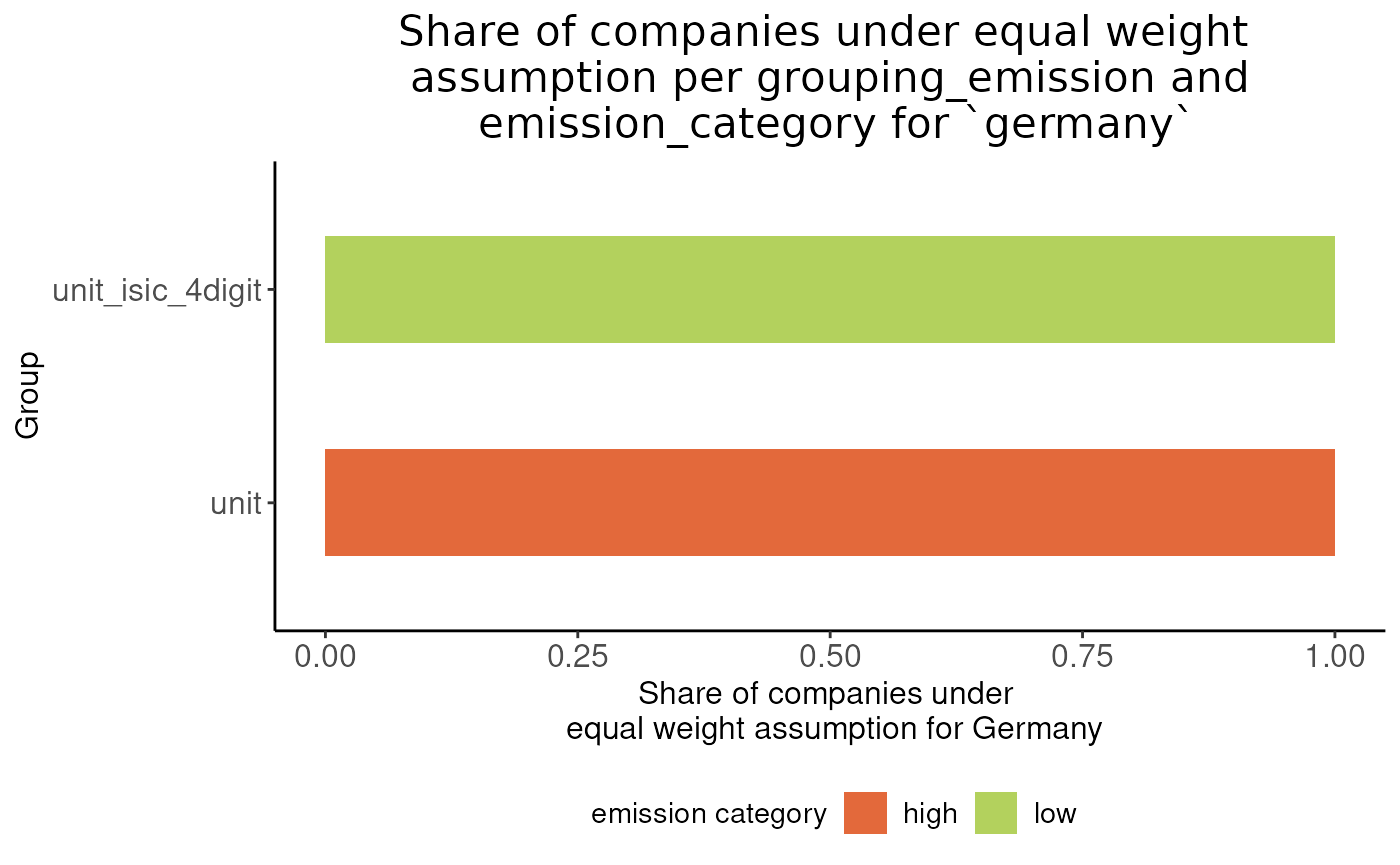 Share of companies under equal weight
assumption per grouping_emission and
emission_category for `germany`
unit_isic_4digit
Group
unit
0.00 0.25 0.50 0.75 1.00
Share of companies under
equal weight assumption for Germany
emission category high low